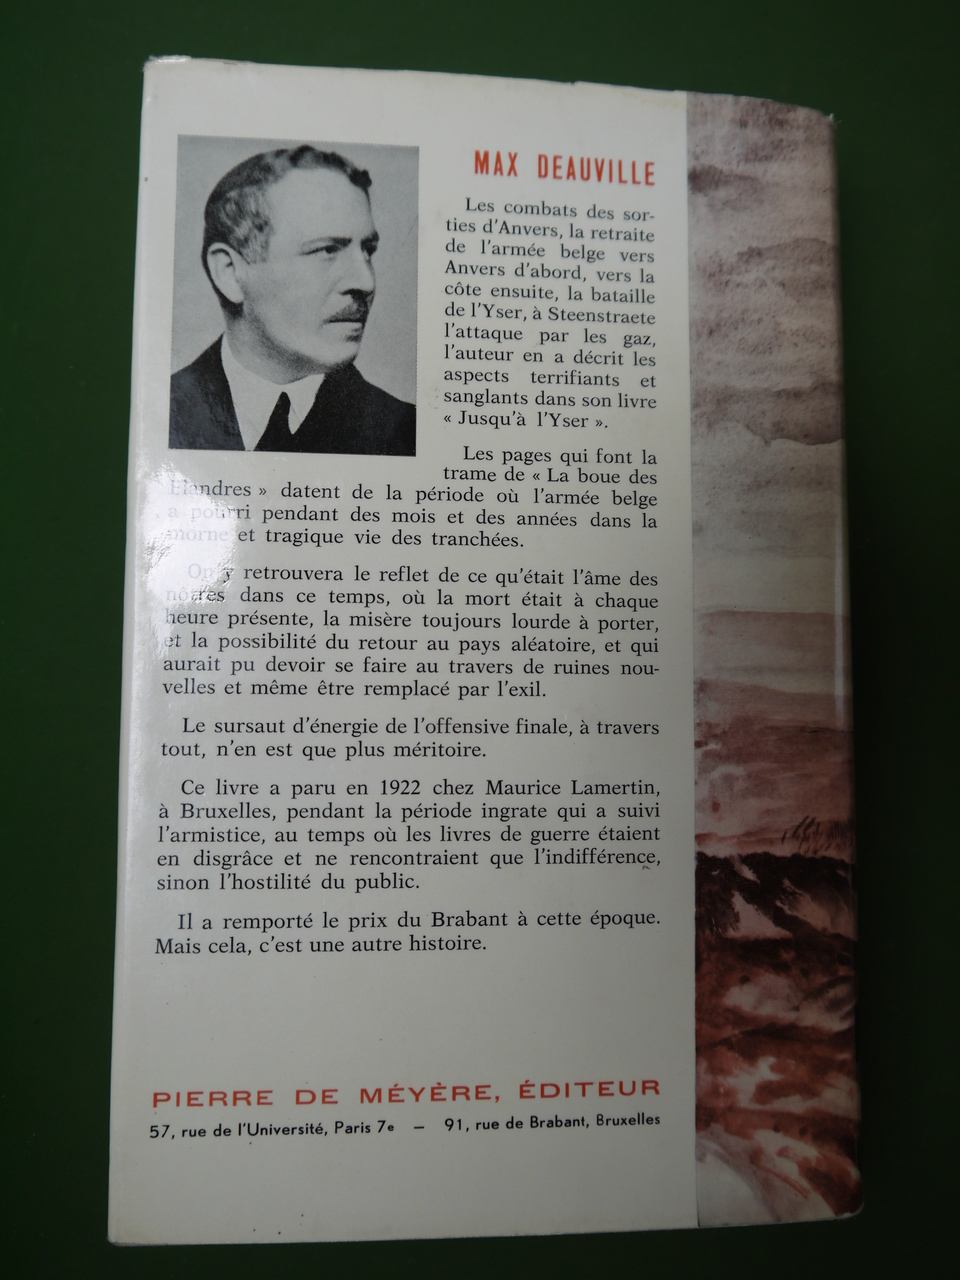 MAX DEAUVILLE
Les combats des sor-
ties d'Anvers, la retraite
de l'armée belge vers
Anvers d'abord, vers la
côte ensuite, la bataille
de l'Yser, à Steenstraete
l'attaque par les gaz,
l'auteur en a décrit les
aspects terrifiants et
sanglants dans son livre
« Jusqu'à l'Yser ».
Les pages qui font la
trame de « La boue des
Flandres » datent de la période où l'armée belge
a pourri pendant des mois et des années dans la
morne et tragique vie des tranchées.
On y retrouvera le reflet de ce qu'était l'âme des
nôtres dans ce temps, où la mort était à chaque
heure présente, la misère toujours lourde à porter,
et la possibilité du retour au pays aléatoire, et qui
aurait pu devoir se faire au travers de ruines nou-
velles et même être remplacé par l'exil.
Le sursaut d'énergie de l'offensive finale, à travers
tout, n'en est que plus méritoire.
Ce livre a paru en 1922 chez Maurice Lamertin,
à Bruxelles, pendant la période ingrate qui a suivi
l'armistice, au temps où les livres de guerre étaient
en disgrâce et ne rencontraient que l'indifférence,
sinon l'hostilité du public.
Il a remporté le prix du Brabant à cette époque.
Mais cela, c'est une autre histoire.
PIERRE DE MÉYÈRE, ÉDITEUR
57, rue de l'Université, Paris 7e — 91, rue de Brabant, Bruxelles